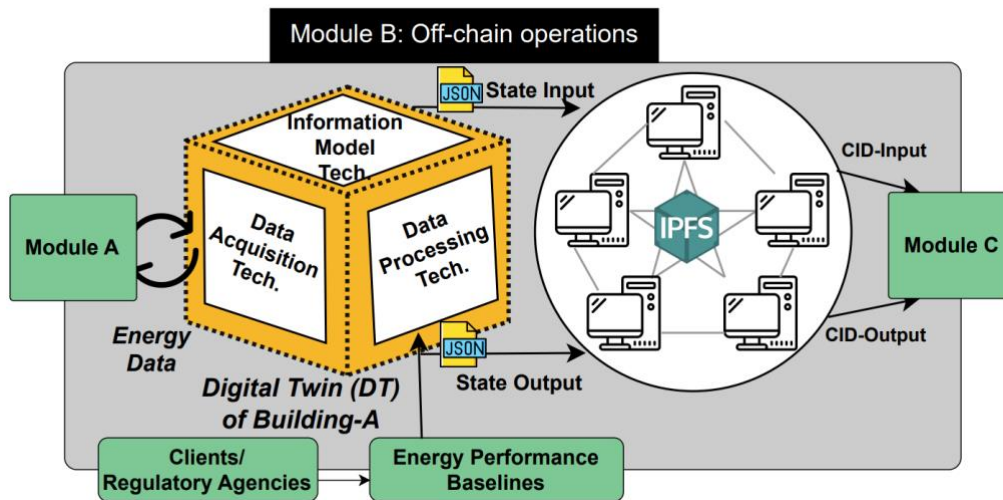 Module B: Off-chain operations
JSON
State Input
Information
Model
Tech.
Data
Acquisition
Tech.
Data
Processing
Tech.
Module A
Energy
Data
IPFS
CID-Input
Module C
CID-Output
JSON
State Output
Digital Twin (DT)
of Building-A
Clients/
Regulatory Agencies
Energy Performance
Baselines